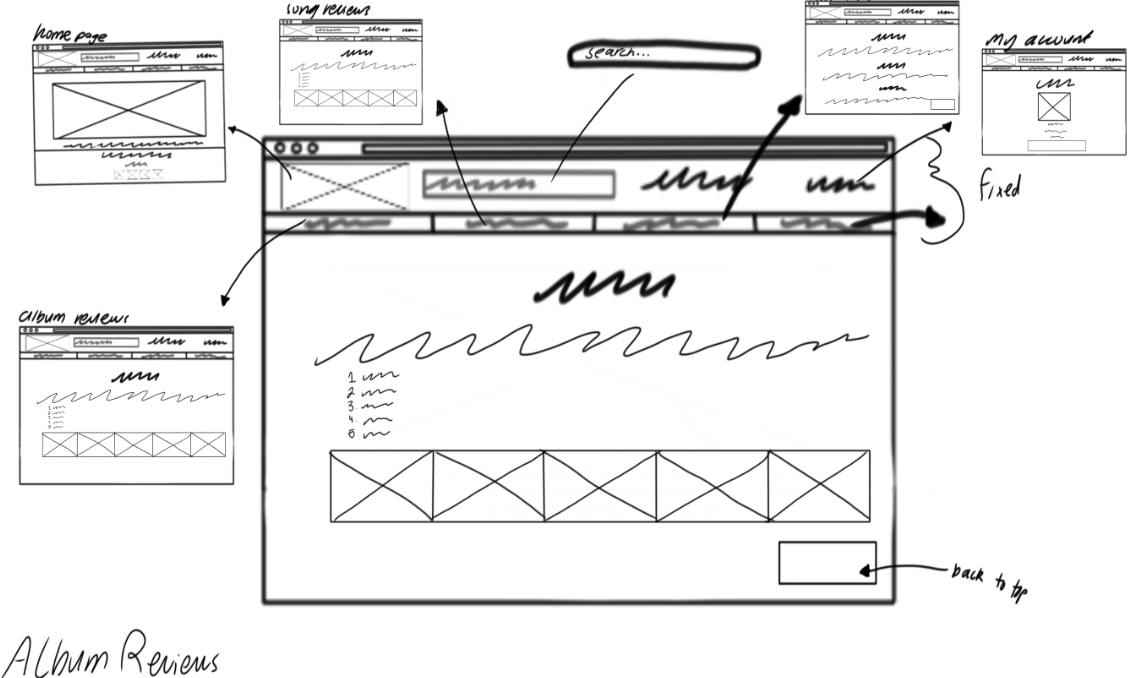 song reviews
home page
search...
My account
fixed
album reviews
1
2
3.
4.
5
back to top
Album Reviews